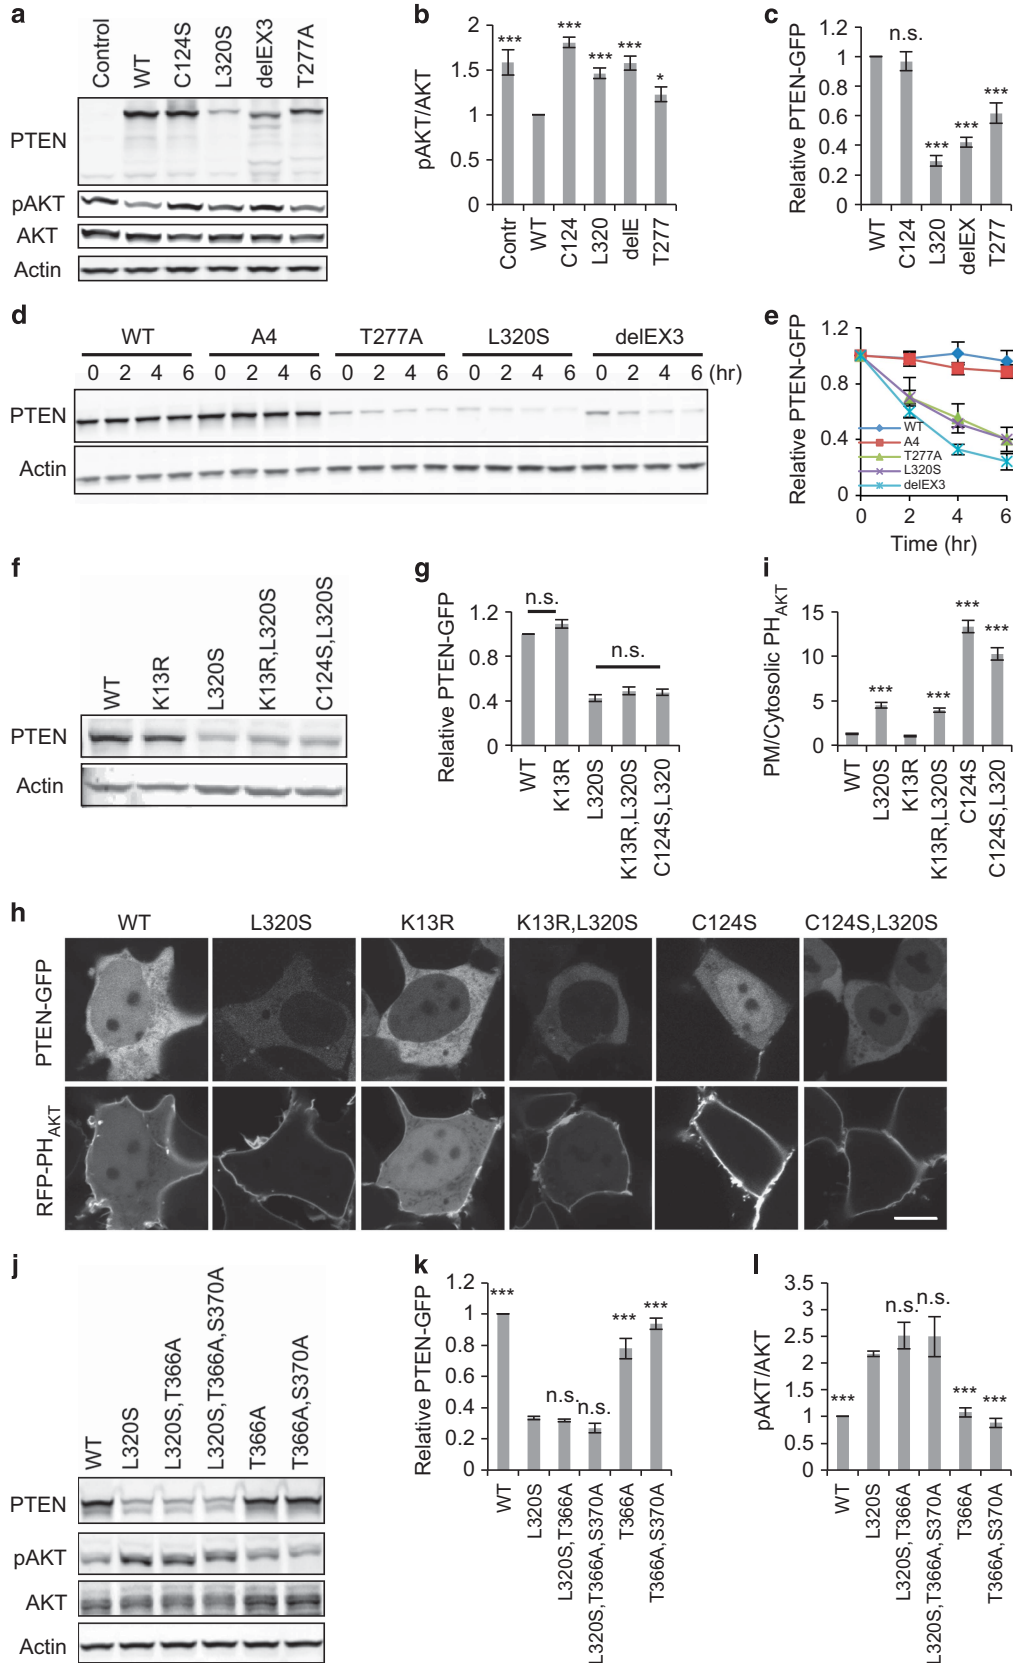 a
Control
WT
C124S
L320S
delEX3
T277A
PTEN
pAKT
AKT
Actin
b
pAKT/AKT
2
1.5
1
0.5
0
***
***
***
***
*
Contr
WT
C124
L320
delE
T277
c
Relative PTEN-GFP
1.2
1
0.8
0.6
0.4
0.2
0
n.s.
***
***
***
WT
C124
L320
delEX
T277
d
WT A4 T277A L320S delEX3
0 2 4 6 0 2 4 6 0 2 4 6 0 2 4 6 0 2 4 6 (hr)
PTEN
Actin
e
Relative PTEN-GFP
1.2
0.8
0.4
0
WT
A4
T277A
L320S
delEX3
0 2 4 6
Time (hr)
f
WT
K13R
L320S
K13R,L320S
C124S,L320S
PTEN
Actin
g
Relative PTEN-GFP
1.2
0.8
0.4
0
n.s.
n.s.
WT
K13R
L320S
K13R,L320S
C124S,L320
i
PM/Cytosolic PHAKT
15
10
5
0
***
***
***
***
WT
L320S
K13R
K13R,L320S
C124S
C124S,L320
h
WT L320S K13R K13R,L320S C124S C124S,L320S
PTEN-GFP
RFP-PHAKT
j
WT
L320S
L320S,T366A
L320S,T366A,S370A
T366A
T366A,S370A
PTEN
pAKT
AKT
Actin
k
Relative PTEN-GFP
1.2
1
0.8
0.6
0.4
0.2
0
***
n.s.
n.s.
***
***
WT
L320S
L320S,T366A
L320S,T366A,S370A
T366A
T366A,S370A
l
pAKT/AKT
3.5
3
2.5
2
1.5
1
0.5
0
***
n.s.
n.s.
***
***
WT
L320S
L320S,T366A
L320S,T366A,S370A
T366A
T366A,S370A